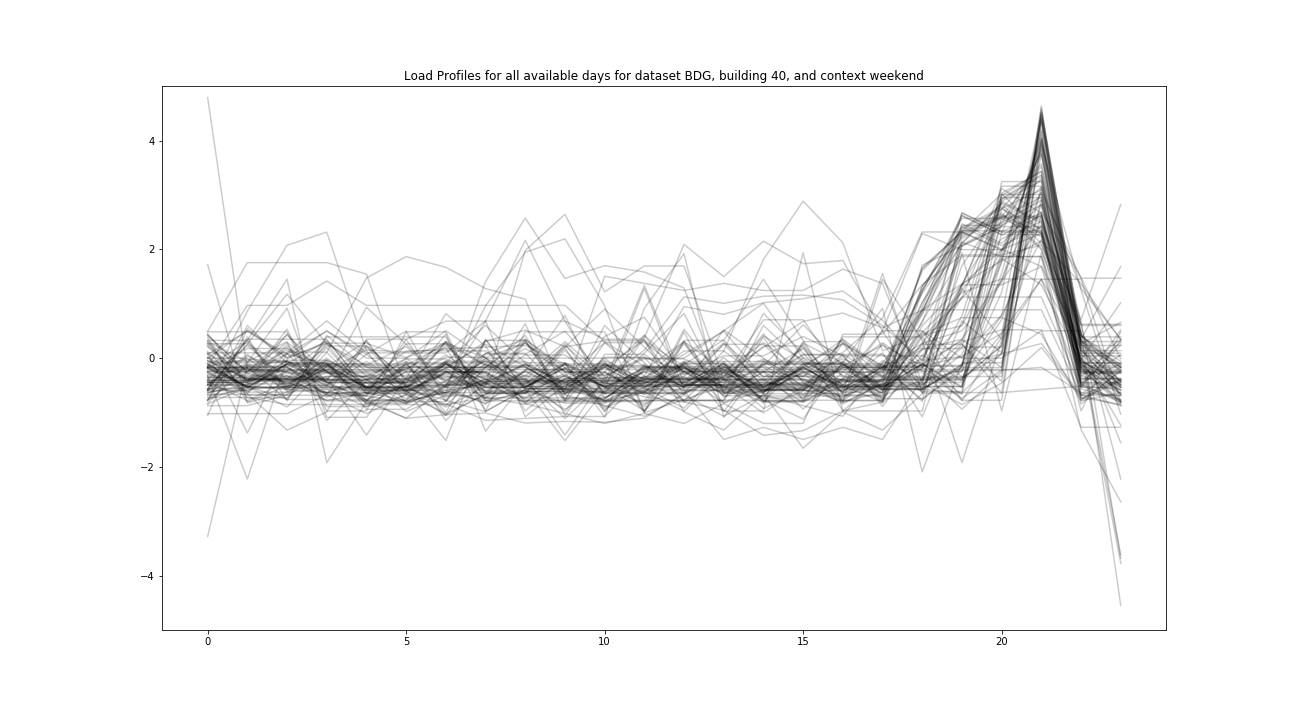 Load Profiles for all available days for dataset BDG, building 40, and context weekend
4
2
0
−2
−4
0 5 10 15 20